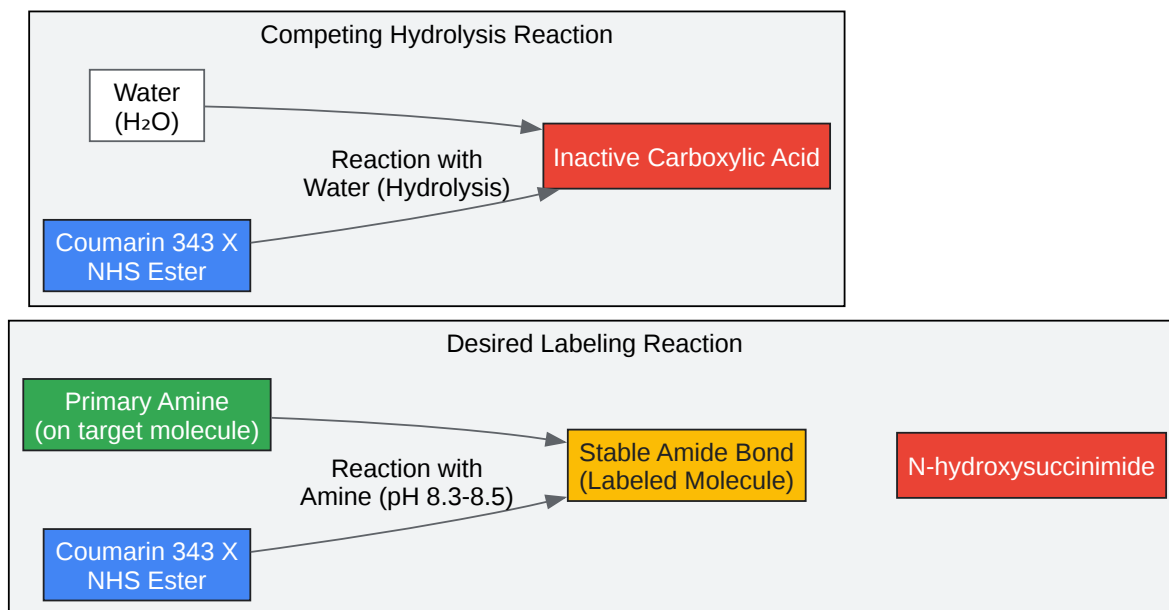 Competing Hydrolysis Reaction
Water
(H₂O)
Inactive Carboxylic Acid
Reaction with
Water (Hydrolysis)
Coumarin 343 X
NHS Ester
Desired Labeling Reaction
Primary Amine
(on target molecule)
Stable Amide Bond
(Labeled Molecule)
N-hydroxysuccinimide
Reaction with
Amine (pH 8.3-8.5)
Coumarin 343 X
NHS Ester